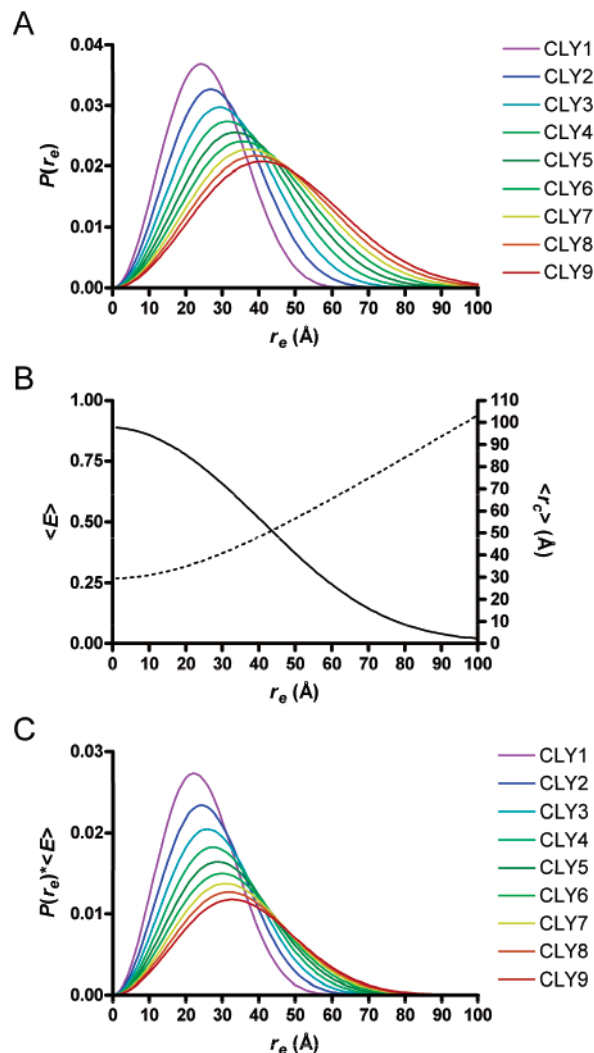 A
0.04
0.03
0.02
0.01
0.00
P(re)
0 10 20 30 40 50 60 70 80 90 100
re (Å)
CLY1
CLY2
CLY3
CLY4
CLY5
CLY6
CLY7
CLY8
CLY9
B
1.00
0.75
0.50
0.25
0.00
<E>
110
100
90
80
70
60
50
40
30
20
10
0
<rc> (Å)
0 10 20 30 40 50 60 70 80 90 100
re (Å)
C
0.03
0.02
0.01
0.00
P(re)*<E>
0 10 20 30 40 50 60 70 80 90 100
re (Å)
CLY1
CLY2
CLY3
CLY4
CLY5
CLY6
CLY7
CLY8
CLY9